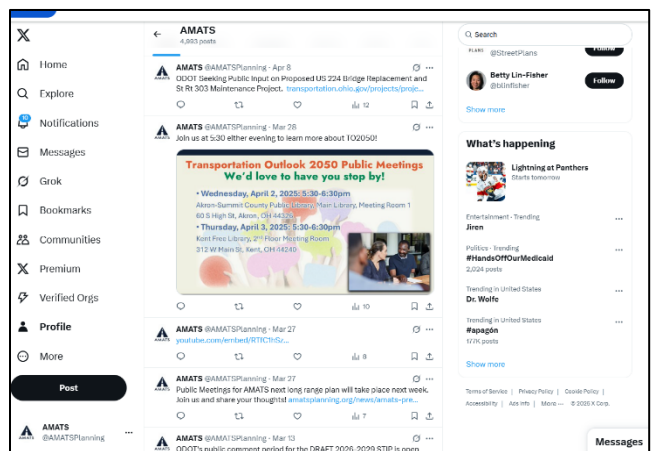 AMATS
4,993 posts
Home
Explore
Notifications
10
Messages
Grok
Bookmarks
Communities
Premium
Verified Orgs
Profile
More
Post
AMATS
@AMATSPlanning
AMATS @AMATSPlanning · Apr 8
ODOT Seeking Public Input on Proposed US 224 Bridge Replacement and
St Rt 303 Maintenance Project. transportation.ohio.gov/projects/proje...
12
AMATS @AMATSPlanning · Mar 28
Join us at 5:30 either evening to learn more about TO2050!
Transportation Outlook 2050 Public Meetings
We'd love to have you stop by!
• Wednesday, April 2, 2025: 5:30-6:30pm
Akron-Summit County Public Library, Main Library, Meeting Room 1
60 S High St, Akron, OH 44326
• Thursday, April 3, 2025: 5:30-6:30pm
Kent Free Library, 2nd Floor Meeting Room
312 W Main St, Kent, OH 44240
10
AMATS @AMATSPlanning · Mar 27
8
AMATS @AMATSPlanning · Mar 27
Public Meetings for AMATS next long range plan will take place next week.
Join us and share your thoughts! amatsplanning.org/news/amats-pre...
7
AMATS @AMATSPlanning · Mar 13
ODOT's public comment period for the DRAFT 2026-2029 STIP is open
Search
@StreetPlans
Follow
Betty Lin-Fisher
@blinfisher
Follow
Show more
What's happening
Lightning at Panthers
Starts tomorrow
Entertainment · Trending
Jiren
Politics · Trending
#HandsOffOurMedicaid
2,024 posts
Trending in United States
Dr. Wolfe
Trending in United States
#apagón
177K posts
Show more
Terms of Service | Privacy Policy | Cookie Policy |
Accessibility | Ads info | More ··· © 2025 X Corp.
Messages